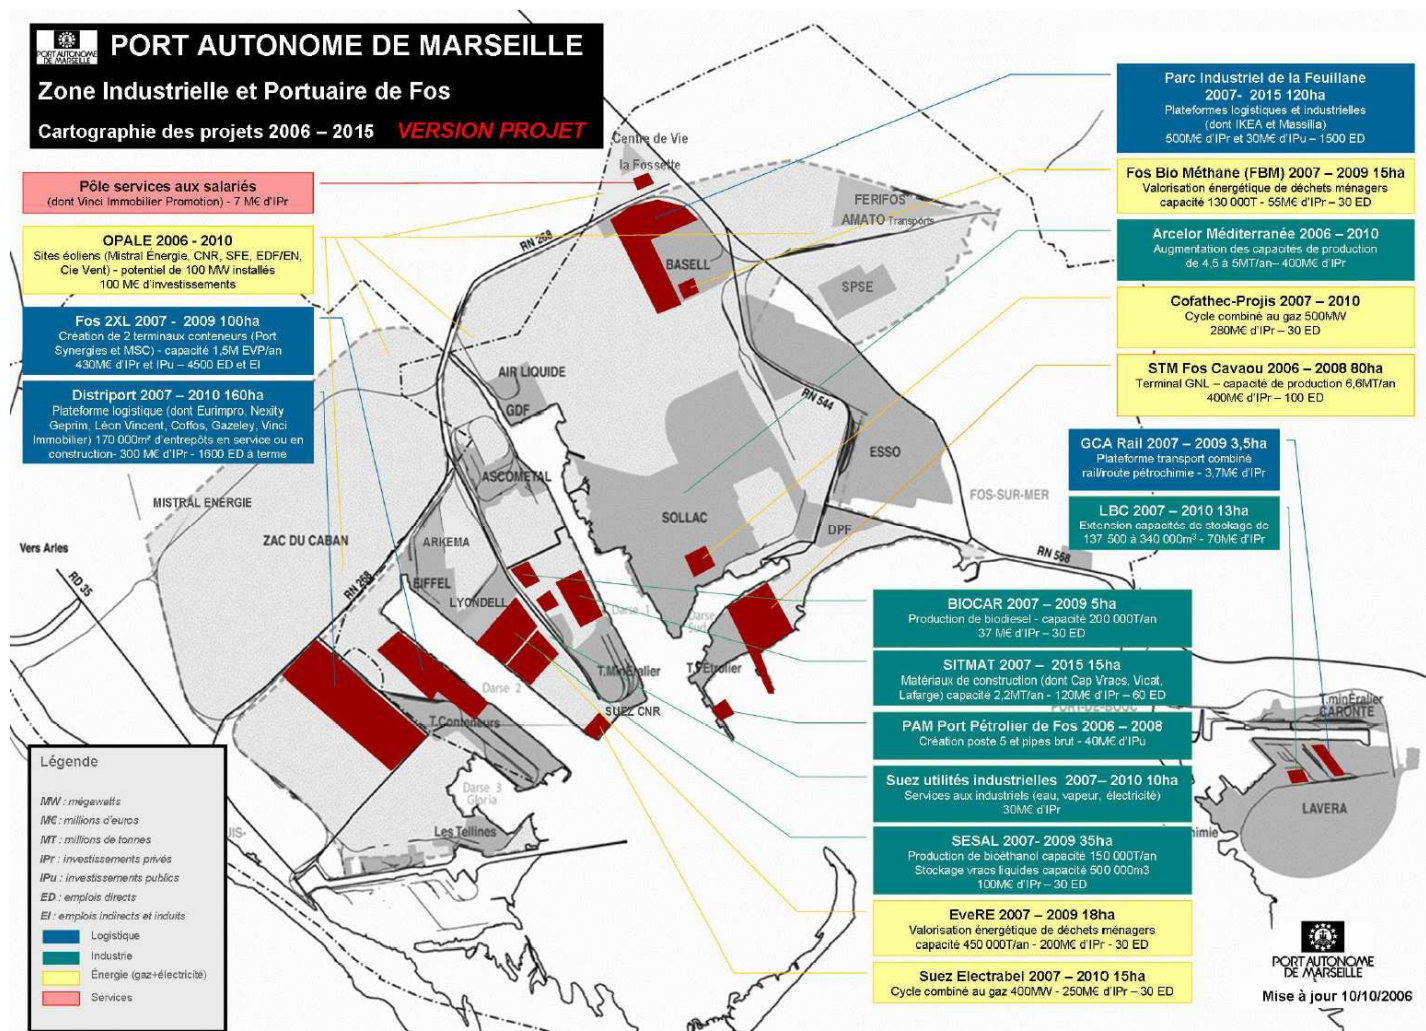 PORT AUTONOME
DE MARSEILLE
PORT AUTONOME DE MARSEILLE
Zone Industrielle et Portuaire de Fos
Cartographie des projets 2006 – 2015 VERSION PROJET
Pôle services aux salariés
(dont Vinci Immobilier Promotion) - 7 M€ d'IPr
OPALE 2006 - 2010
Sites éoliens (Mistral Énergie, CNR, SFE, EDF/EN,
Cie Vent) - potentiel de 100 MW installés
100 M€ d'investissements
Fos 2XL 2007 - 2009 100ha
Création de 2 terminaux conteneurs (Port
Synergies et MSC) - capacité 1,5M EVP/an
430M€ d'IPr et IPu – 4500 ED et EI
Distriport 2007 – 2010 160ha
Plateforme logistique (dont Eurimpro, Nexity
Geprim, Léon Vincent, Coffos, Gazeley, Vinci
Immobilier) 170 000m² d'entrepôts en service ou en
construction- 300 M€ d'IPr - 1600 ED à terme
Parc Industriel de la Feuillane
2007- 2015 120ha
Plateformes logistiques et industrielles
(dont IKEA et Massilia)
500M€ d'IPr et 30M€ d'IPu – 1500 ED
Fos Bio Méthane (FBM) 2007 – 2009 15ha
Valorisation énergétique de déchets ménagers
capacité 130 000T - 55M€ d'IPr – 30 ED
Arcelor Méditerranée 2006 – 2010
Augmentation des capacités de production
de 4,5 à 5MT/an– 400M€ d'IPr
Cofathec-Projis 2007 – 2010
Cycle combiné au gaz 500MW
280M€ d'IPr – 30 ED
STM Fos Cavaou 2006 – 2008 80ha
Terminal GNL – capacité de production 6,6MT/an
400M€ d'IPr – 100 ED
GCA Rail 2007 – 2009 3,5ha
Plateforme transport combiné
rail/route pétrochimie - 3,7M€ d'IPr
LBC 2007 – 2010 13ha
Extension capacités de stockage de
137 500 à 340 000m³ - 70M€ d'IPr
BIOCAR 2007 – 2009 5ha
Production de biodiesel - capacité 200 000T/an
37 M€ d'IPr – 30 ED
SITMAT 2007 – 2015 15ha
Matériaux de construction (dont Cap Vracs, Vicat,
Lafarge) capacité 2,2MT/an - 120M€ d'IPr – 60 ED
PAM Port Pétrolier de Fos 2006 – 2008
Création poste 5 et pipes brut - 40M€ d'IPu
Suez utilités industrielles 2007– 2010 10ha
Services aux industriels (eau, vapeur, électricité)
30M€ d'IPr
SESAL 2007- 2009 35ha
Production de bioéthanol capacité 150 000T/an
Stockage vracs liquides capacité 500 000m3
100M€ d'IPr – 30 ED
EveRE 2007 – 2009 18ha
Valorisation énergétique de déchets ménagers
capacité 450 000T/an - 200M€ d'IPr - 30 ED
Suez Electrabel 2007 – 2010 15ha
Cycle combiné au gaz 400MW - 250M€ d'IPr – 30 ED
Centre de Vie
la Fossette
RN 268
FERIFOS
AMATO Transports
BASELL
SPSE
AIR LIQUIDE
GDF
RN 544
ASCOMETAL
ESSO
MISTRAL ENERGIE
SOLLAC
FOS-SUR-MER
ZAC DU CABAN
ARKEMA
DPF
Vers Arles
RD 35
RN 268
EIFFEL
LYONDELL
RN 568
Darse 1
Darse
Sud
T.MinÉralier
T.PÉtrolier
Darse 2
SUEZ CNR
PORT-DE-BOUC
T.Conteneurs
T.minÉralier
CARONTE
Darse 3
Gloria
Les Tellines
LAVERA
Légende
MW : mégawatts
M€ : millions d'euros
MT : millions de tonnes
IPr : investissements privés
IPu : investissements publics
ED : emplois directs
EI : emplois indirects et induits
Logistique
Industrie
Énergie (gaz+électricité)
Services
PORT AUTONOME
DE MARSEILLE
Mise à jour 10/10/2006